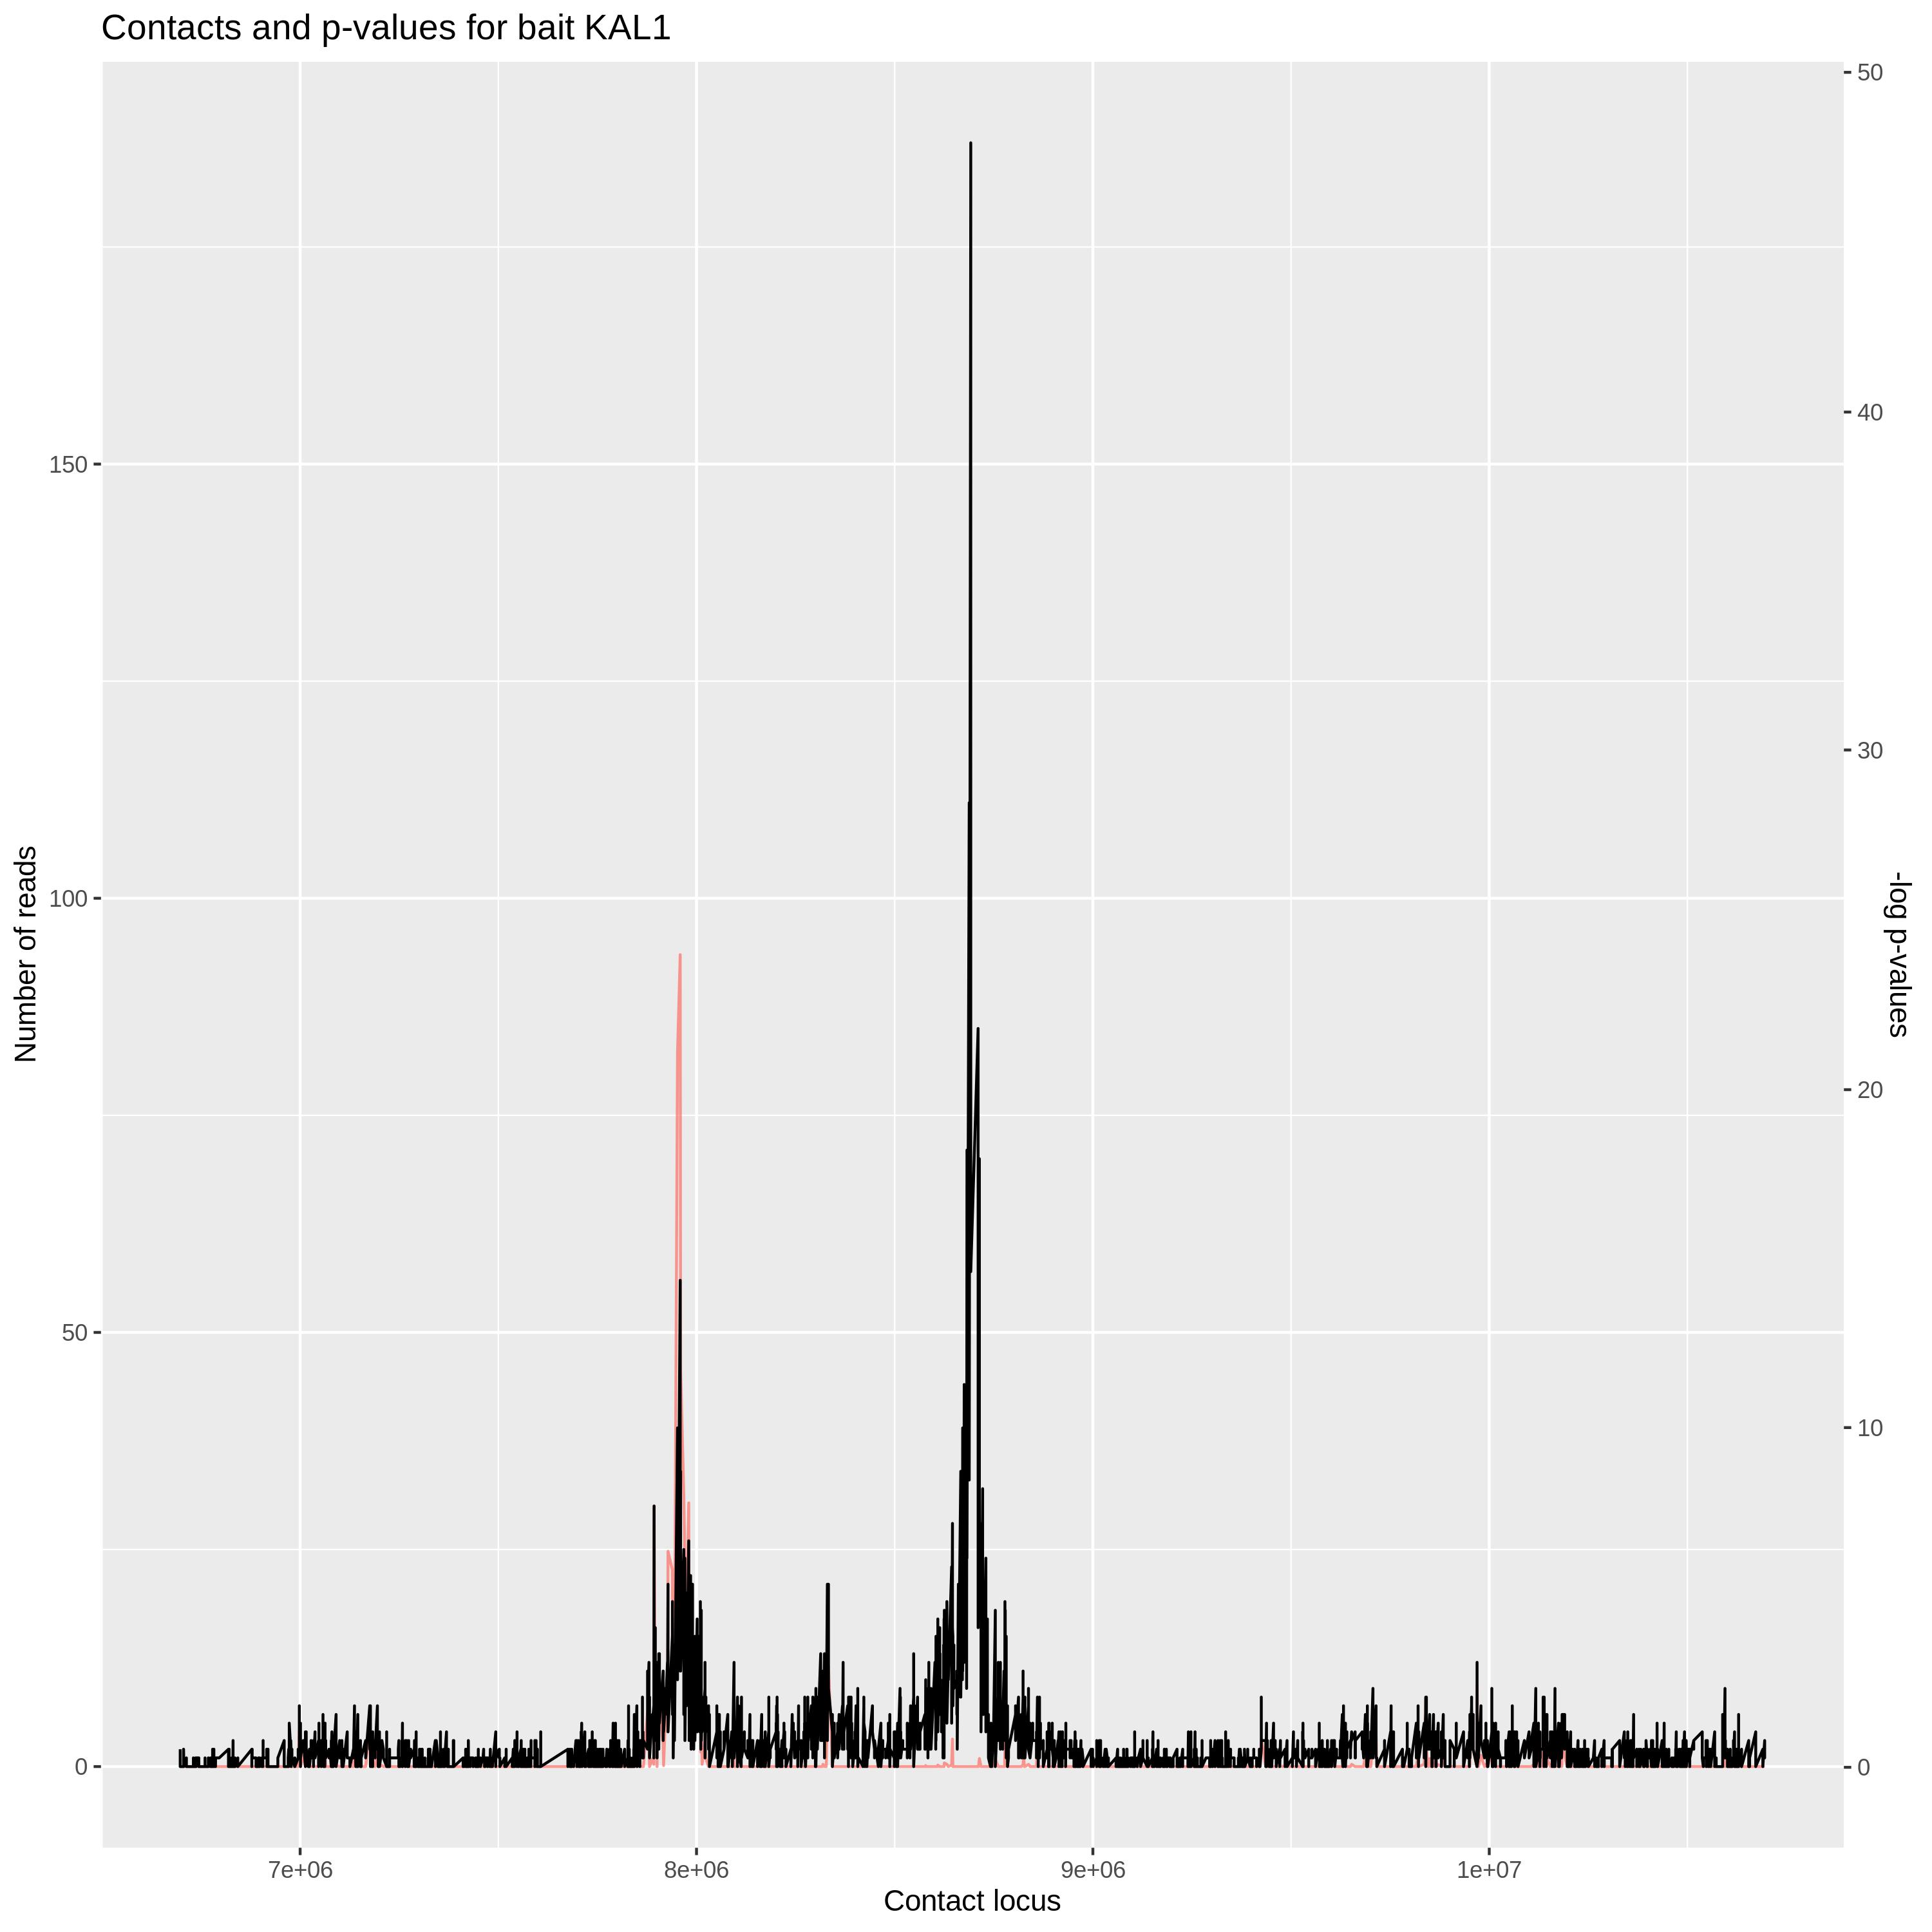 Contacts and p-values for bait KAL1
50
40
150
30
100
Number of reads
-log p-values
20
50
10
0
0
7e+06
8e+06
9e+06
1e+07
Contact locus